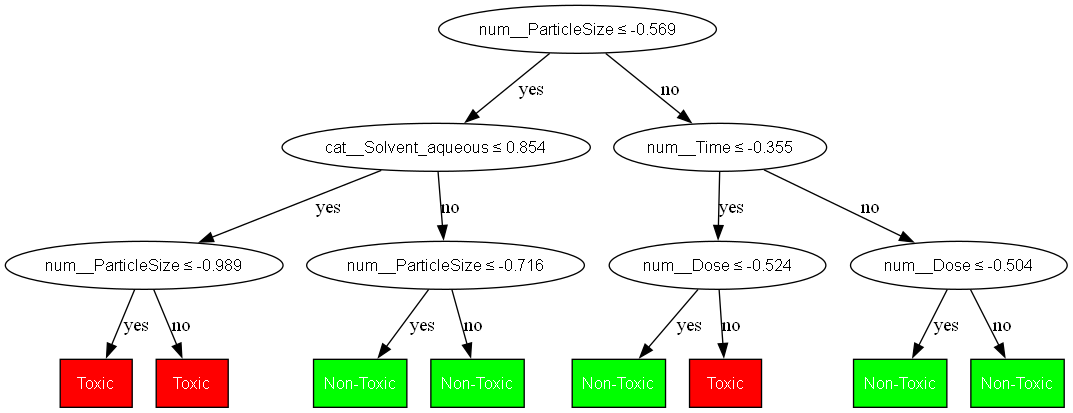 num__ParticleSize ≤ -0.569
yes
no
cat__Solvent_aqueous ≤ 0.854
num__Time ≤ -0.355
yes
no
yes
no
num__ParticleSize ≤ -0.989
num__ParticleSize ≤ -0.716
num__Dose ≤ -0.524
num__Dose ≤ -0.504
yes
no
yes
no
yes
no
yes
no
Toxic
Toxic
Non-Toxic
Non-Toxic
Non-Toxic
Toxic
Non-Toxic
Non-Toxic